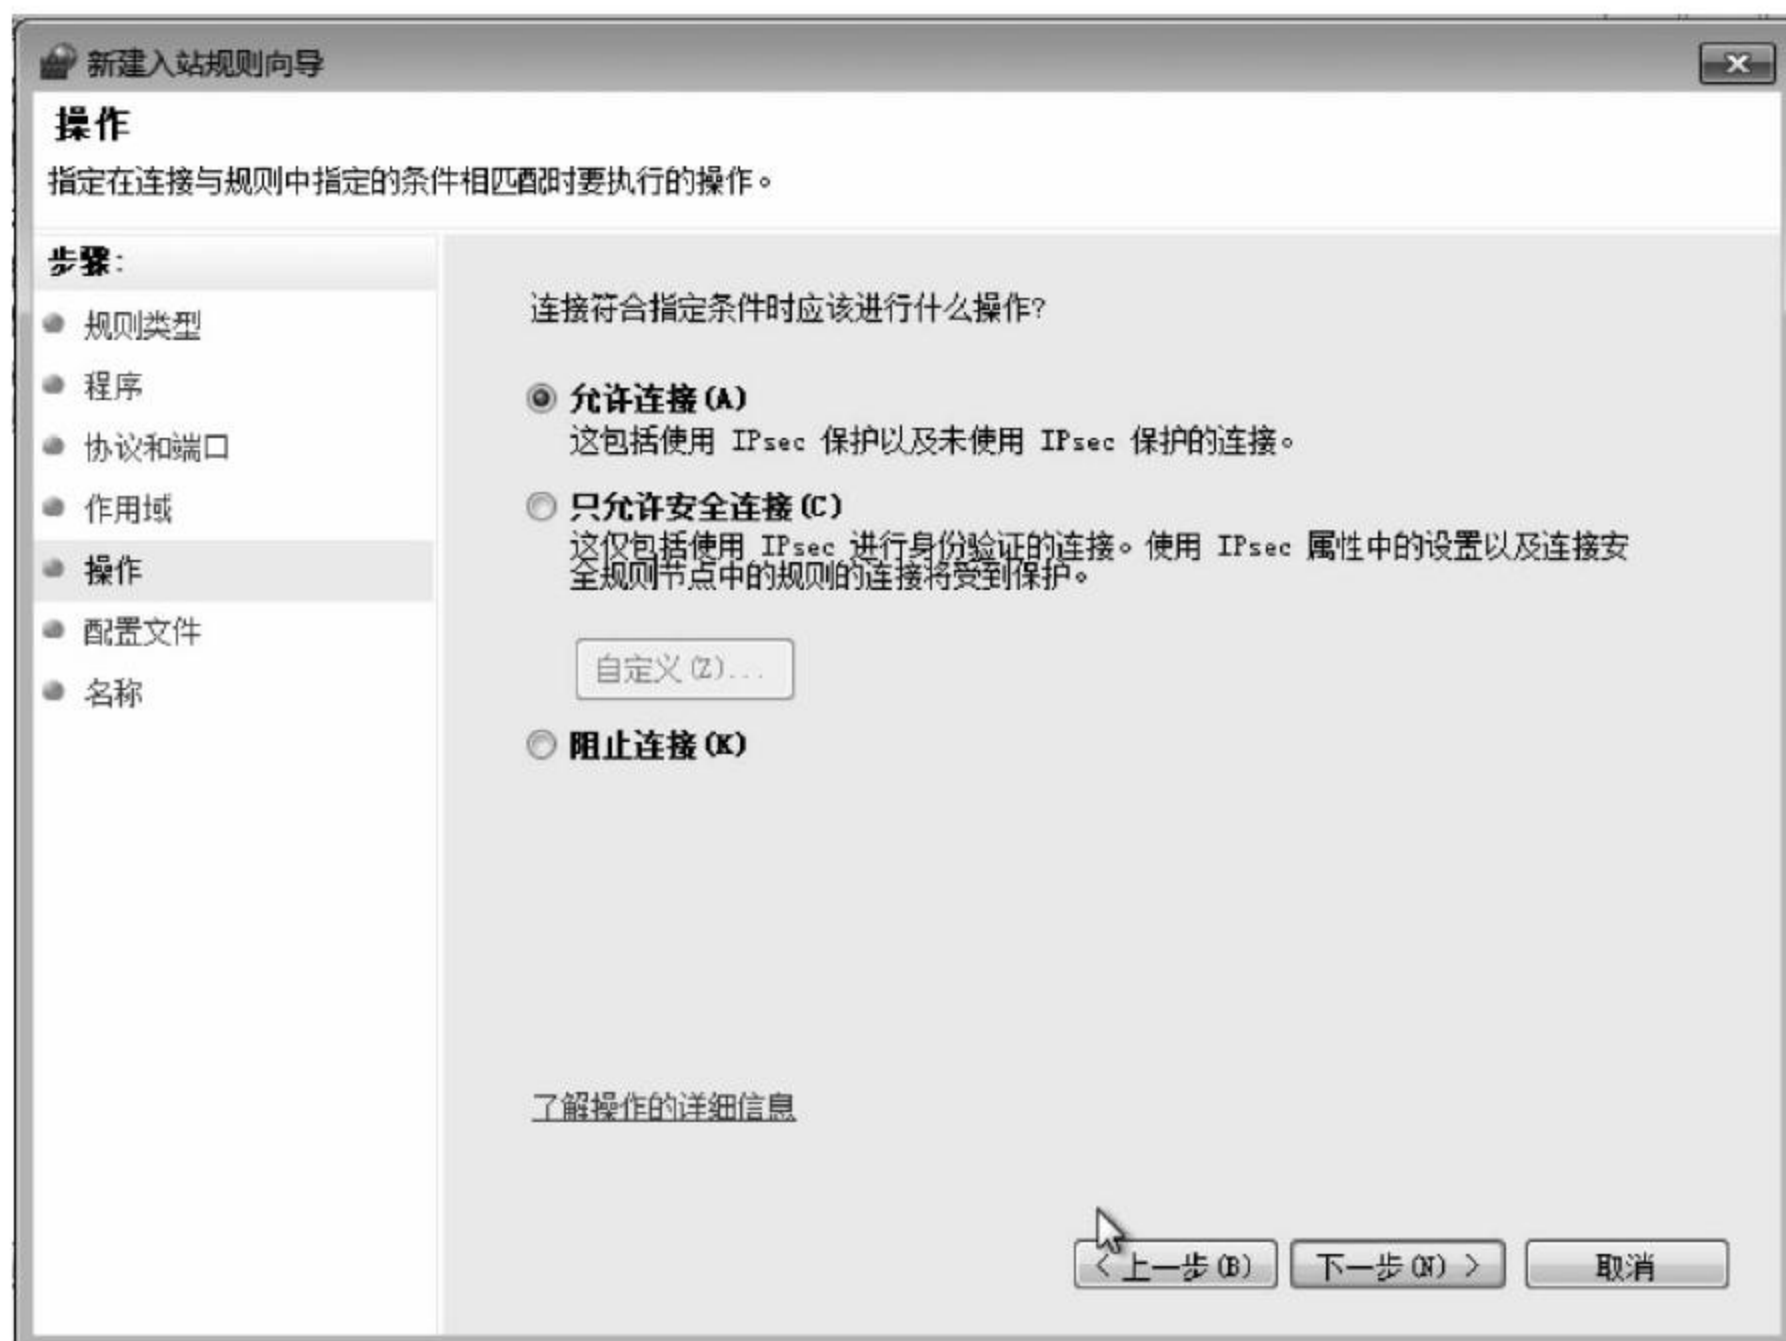 新建入站规则向导
操作
指定在连接与规则中指定的条件相匹配时要执行的操作。
步骤:
规则类型
程序
协议和端口
作用域
操作
配置文件
名称
连接符合指定条件时应该进行什么操作?
允许连接(A)
这包括使用 IPsec 保护以及未使用 IPsec 保护的连接。
只允许安全连接(C)
这仅包括使用 IPsec 进行身份验证的连接。使用 IPsec 属性中的设置以及连接安
全规则节点中的规则的连接将受到保护。
自定义(Z)...
阻止连接(K)
了解操作的详细信息
< 上一步(B)
下一步(N) >
取消